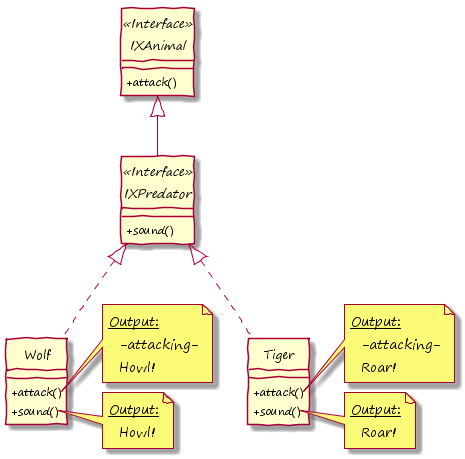 «Interface»
IXAnimal
+attack()
«Interface»
IXPredator
+sound()
Wolf
+attack()
+sound()
Output:
-attacking-
Howl!
Output:
Howl!
Tiger
+attack()
+sound()
Output:
-attacking-
Roar!
Output:
Roar!